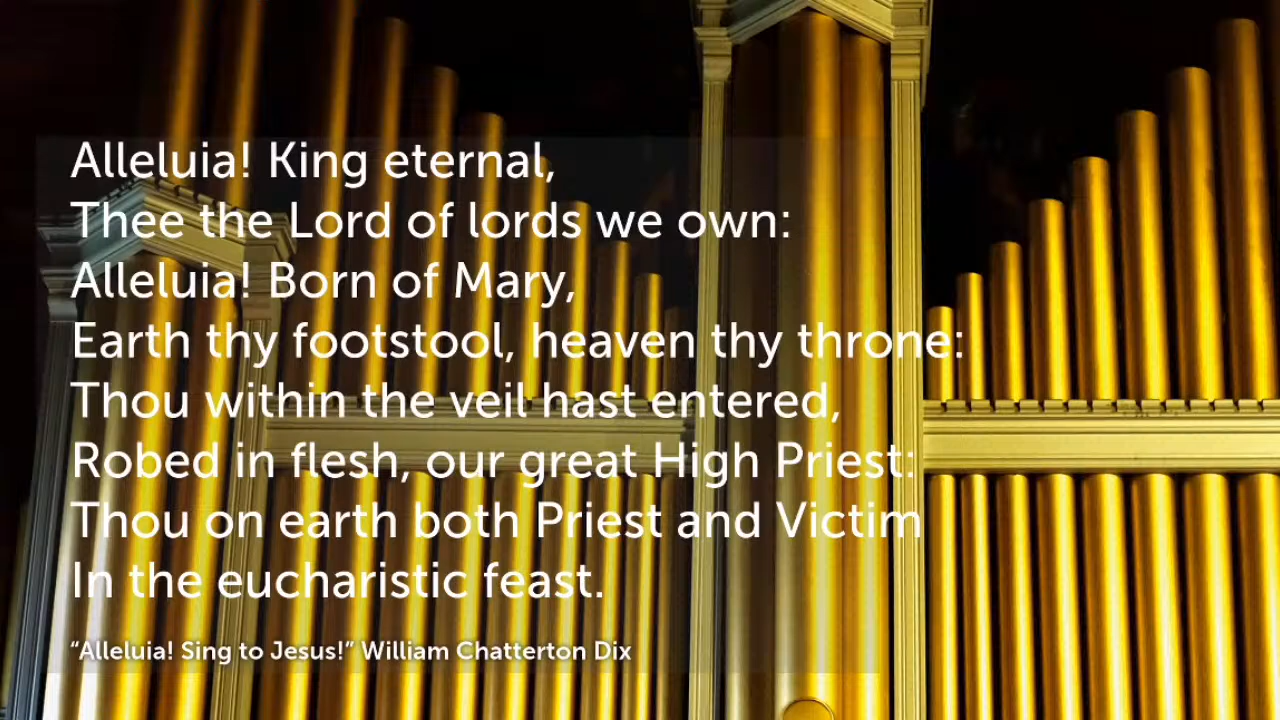 Alleluia! King eternal,
Thee the Lord of lords we own:
Alleluia! Born of Mary,
Earth thy footstool, heaven thy throne:
Thou within the veil hast entered,
Robed in flesh, our great High Priest:
Thou on earth both Priest and Victim
In the eucharistic feast.
“Alleluia! Sing to Jesus!” William Chatterton Dix